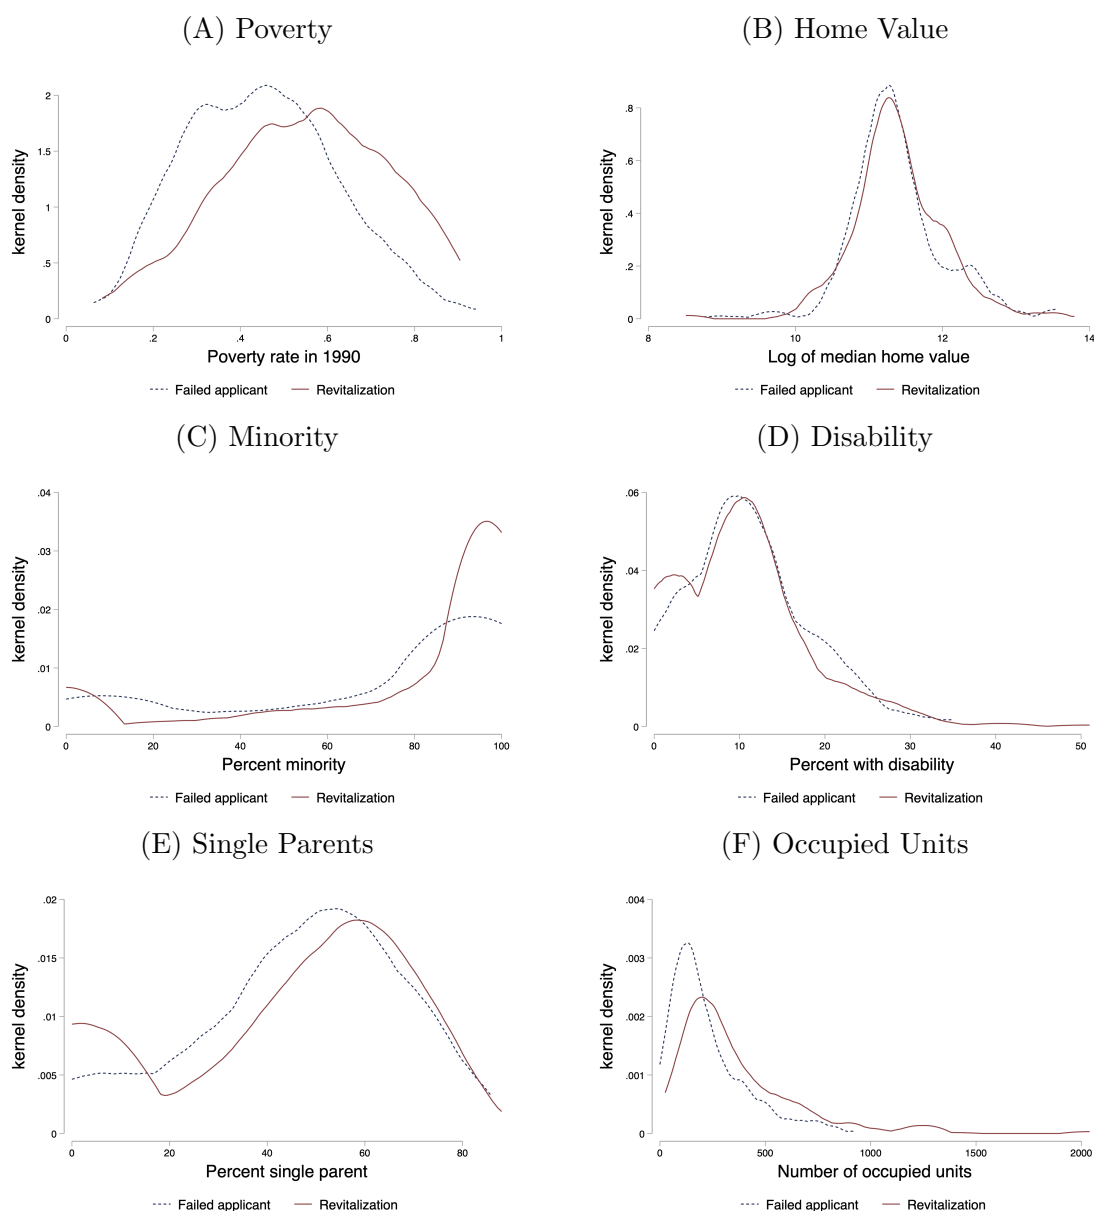 (A) Poverty
kernel density
2
1.5
1
.5
0
0 .2 .4 .6 .8 1
Poverty rate in 1990
Failed applicant Revitalization
(B) Home Value
kernel density
.8
.6
.4
.2
0
8 10 12 14
Log of median home value
Failed applicant Revitalization
(C) Minority
kernel density
.04
.03
.02
.01
0
0 20 40 60 80 100
Percent minority
Failed applicant Revitalization
(D) Disability
kernel density
.06
.04
.02
0
0 10 20 30 40 50
Percent with disability
Failed applicant Revitalization
(E) Single Parents
kernel density
.02
.015
.01
.005
0
0 20 40 60 80
Percent single parent
Failed applicant Revitalization
(F) Occupied Units
kernel density
.004
.003
.002
.001
0
0 500 1000 1500 2000
Number of occupied units
Failed applicant Revitalization